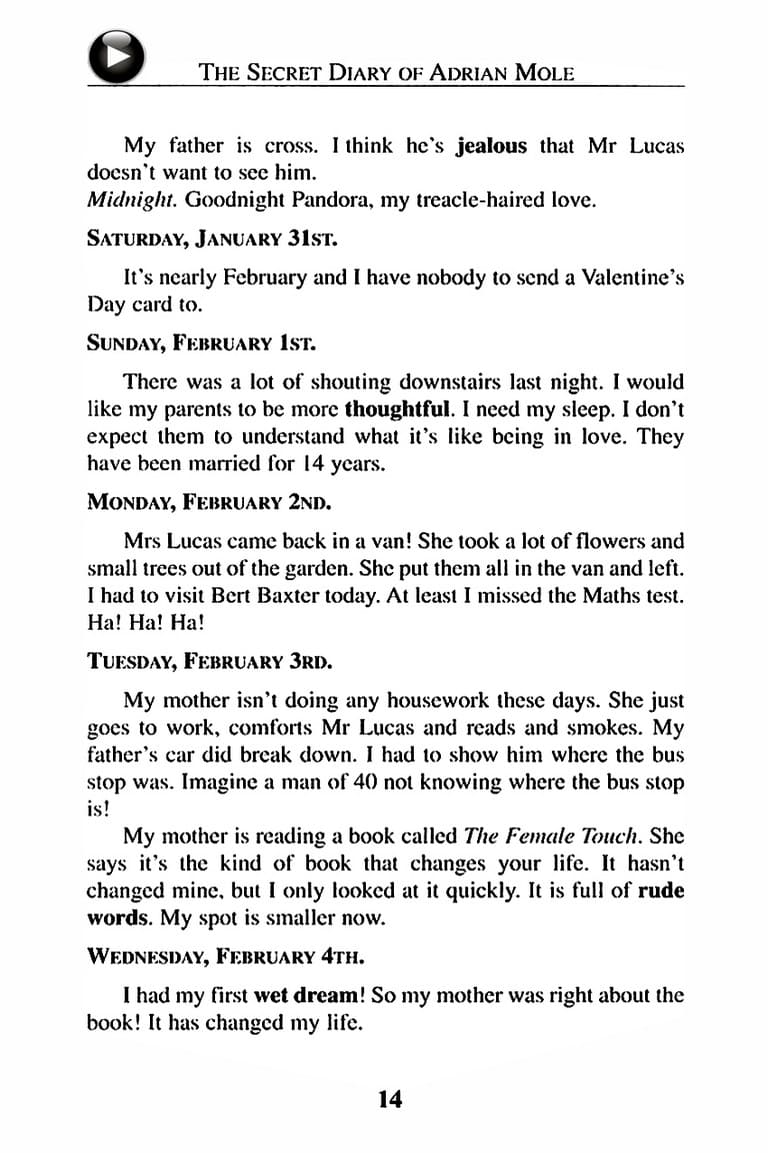 THE SECRET DIARY OF ADRIAN MOLE
My father is cross. I think he's jealous that Mr Lucas
doesn't want to see him.
Midnight. Goodnight Pandora, my treacle-haired love.
SATURDAY, JANUARY 31ST.
It's nearly February and I have nobody to send a Valentine's
Day card to.
SUNDAY, FEBRUARY 1ST.
There was a lot of shouting downstairs last night. I would
like my parents to be more thoughtful. I need my sleep. I don't
expect them to understand what it's like being in love. They
have been married for 14 years.
MONDAY, FEBRUARY 2ND.
Mrs Lucas came back in a van! She took a lot of flowers and
small trees out of the garden. She put them all in the van and left.
I had to visit Bert Baxter today. At least I missed the Maths test.
Ha! Ha! Ha!
TUESDAY, FEBRUARY 3RD.
My mother isn't doing any housework these days. She just
goes to work, comforts Mr Lucas and reads and smokes. My
father's car did break down. I had to show him where the bus
stop was. Imagine a man of 40 not knowing where the bus stop
is!
My mother is reading a book called The Female Touch. She
says it's the kind of book that changes your life. It hasn't
changed mine, but I only looked at it quickly. It is full of rude
words. My spot is smaller now.
WEDNESDAY, FEBRUARY 4TH.
I had my first wet dream! So my mother was right about the
book! It has changed my life.
14